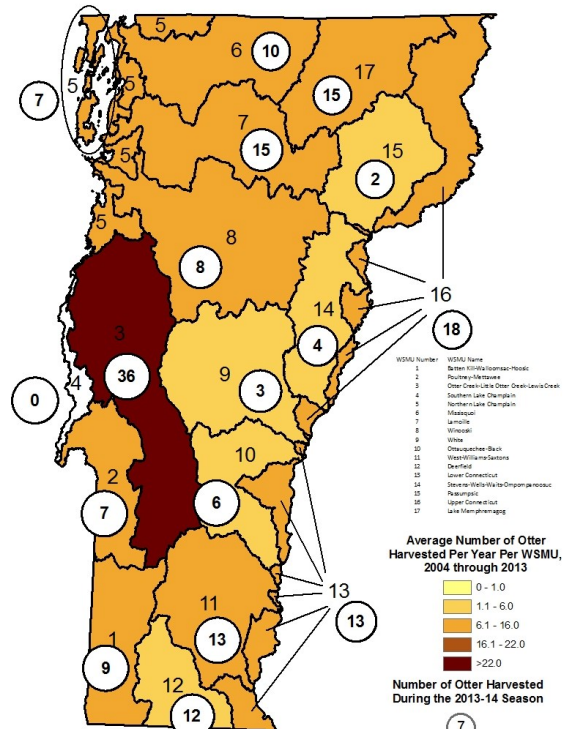 5
6
10
17
7
5
5
15
7
15
15
2
5
5
8
8
14
16
18
3
4
36
9
3
4
0
WSMU Number WSMU Name
1 Batten Kill-Walloomsac-Hoosic
2 Poultney-Mettawee
3 Otter Creek-Little Otter Creek-Lewis Creek
4 Southern Lake Champlain
5 Northern Lake Champlain
6 Missisquoi
7 Lamoille
8 Winooski
9 White
10 Ottauquechee-Black
11 West-Williams-Saxtons
12 Deerfield
13 Lower Connecticut
14 Stevens-Wells-Waits-Ompompanoosuc
15 Passumpsic
16 Upper Connecticut
17 Lake Memphremagog
10
2
7
6
Average Number of Otter
Harvested Per Year Per WSMU,
2004 through 2013
0 - 1.0
1.1 - 6.0
6.1 - 16.0
16.1 - 22.0
>22.0
13
13
11
13
1
9
12
12
Number of Otter Harvested
During the 2013-14 Season
7